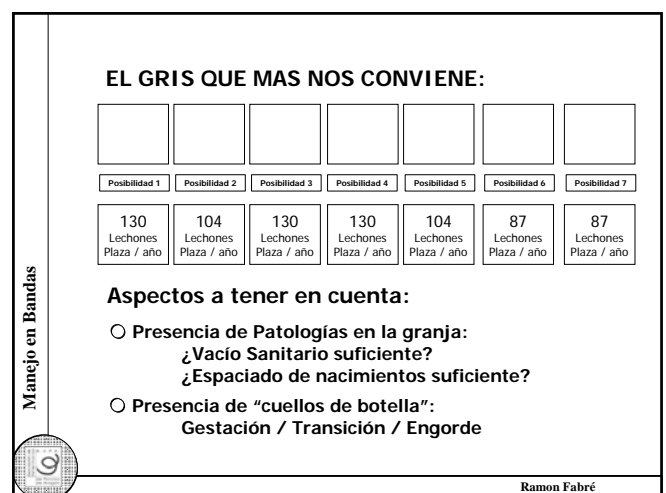 EL GRIS QUE MAS NOS CONVIENE:
Posibilidad 1
Posibilidad 2
Posibilidad 3
Posibilidad 4
Posibilidad 5
Posibilidad 6
Posibilidad 7
130
Lechones
Plaza / año
104
Lechones
Plaza / año
130
Lechones
Plaza / año
130
Lechones
Plaza / año
104
Lechones
Plaza / año
87
Lechones
Plaza / año
87
Lechones
Plaza / año
Manejo en Bandas
Aspectos a tener en cuenta:
Presencia de Patologías en la granja:
¿Vacío Sanitario suficiente?
¿Espaciado de nacimientos suficiente?
Presencia de “cuellos de botella”:
Gestación / Transición / Engorde
Ramon Fabré